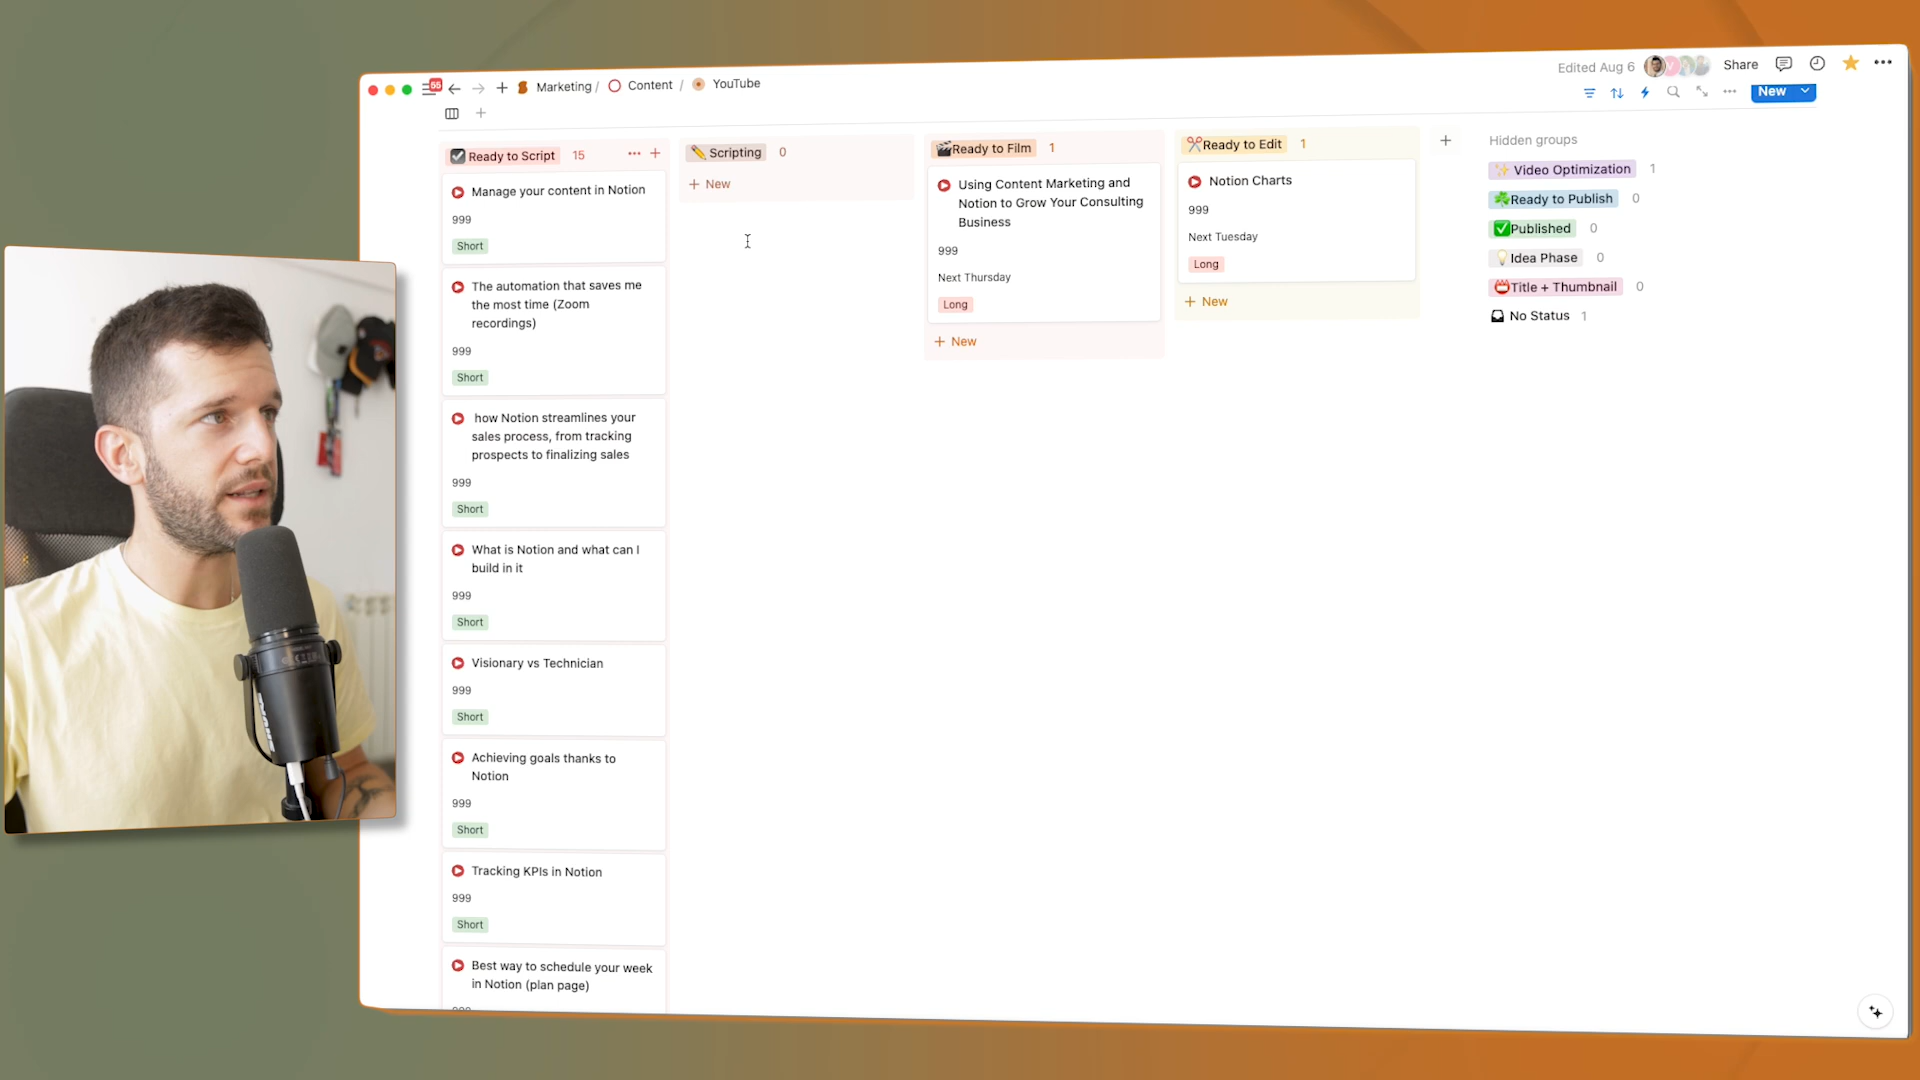 56
Marketing / Content / YouTube
Edited Aug 6
Share
New
Ready to Script 15
Manage your content in Notion
999
Short
The automation that saves me
the most time (Zoom
recordings)
999
Short
how Notion streamlines your
sales process, from tracking
prospects to finalizing sales
999
Short
What is Notion and what can I
build in it
999
Short
Visionary vs Technician
999
Short
Achieving goals thanks to
Notion
999
Short
Tracking KPIs in Notion
999
Short
Best way to schedule your week
in Notion (plan page)
999
Scripting 0
+ New
Ready to Film 1
Using Content Marketing and
Notion to Grow Your Consulting
Business
999
Next Thursday
Long
+ New
Ready to Edit 1
Notion Charts
999
Next Tuesday
Long
+ New
Hidden groups
Video Optimization 1
Ready to Publish 0
Published 0
Idea Phase 0
Title + Thumbnail 0
No Status 1